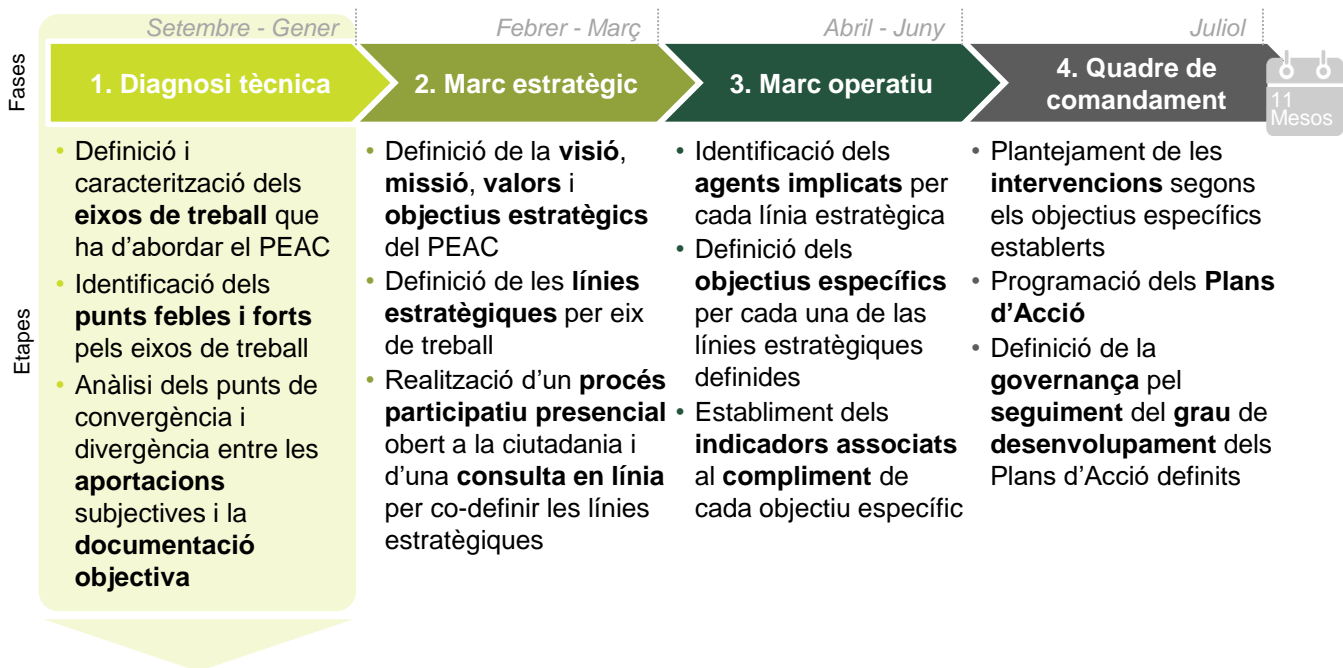 Setembre - Gener
Febrer - Març
Abril - Juny
Juliol
Fases
1. Diagnosi tècnica
2. Marc estratègic
3. Marc operatiu
4. Quadre de
comandament
11
Mesos
Etapes
• Definició i
caracterització dels
eixos de treball que
ha d’abordar el PEAC
• Identificació dels
punts febles i forts
pels eixos de treball
• Anàlisi dels punts de
convergència i
divergència entre les
aportacions
subjectives i la
documentació
objectiva
• Definició de la visió,
missió, valors i
objectius estratègics
del PEAC
• Definició de les línies
estratègiques per eix
de treball
• Realització d’un procés
participatiu presencial
obert a la ciutadania i
d’una consulta en línia
per co-definir les línies
estratègiques
• Identificació dels
agents implicats per
cada línia estratègica
• Definició dels
objectius específics
per cada una de las
línies estratègiques
definides
• Establiment dels
indicadors associats
al compliment de
cada objectiu específic
• Plantejament de les
intervencions segons
els objectius específics
establerts
• Programació dels Plans
d’Acció
• Definició de la
governança pel
seguiment del grau de
desenvolupament dels
Plans d’Acció definits